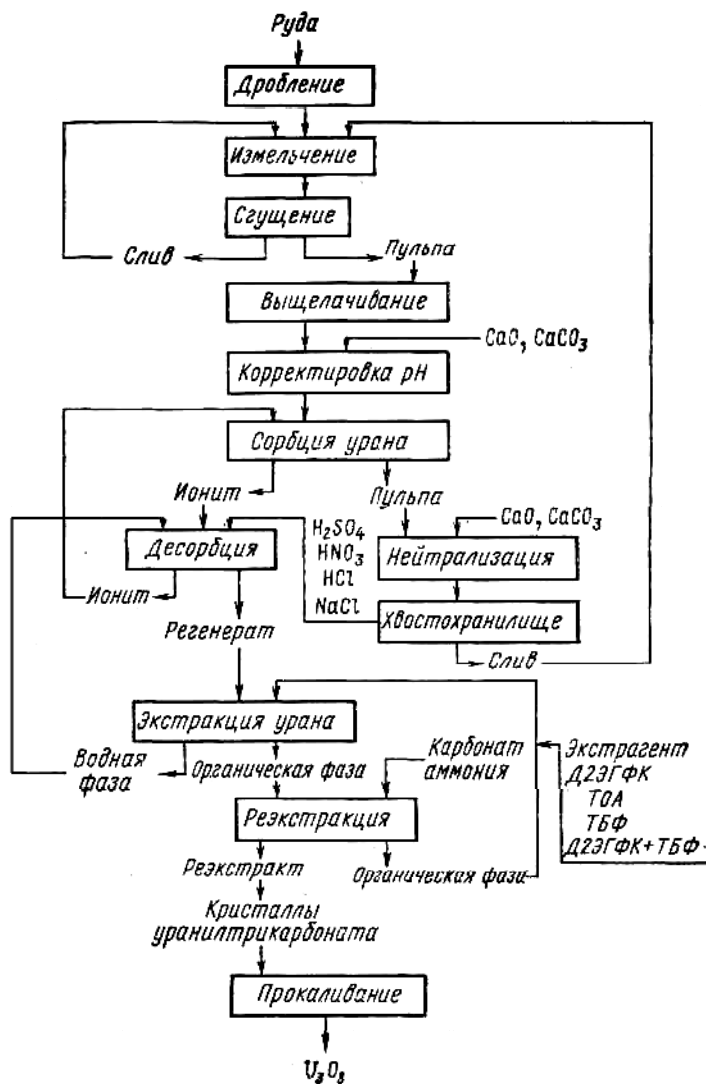 Руда
Дробление
Измельчение
Сгущение
Слив
Пульпа
Выщелачивание
CaO, CaCO₃
Корректировка pH
Сорбция урана
Ионит
Пульпа
H₂SO₄
HNO₃
HCl
NaCl
CaO, CaCO₃
Десорбция
Нейтрализация
Ионит
Хвостохранилище
Регенерат
Слив
Экстракция урана
Водная
фаза
Органическая фаза
Карбонат
аммония
Экстрагент
Д2ЭГФК
ТОА
ТБФ
Д2ЭГФК+ТБФ
Реэкстракция
Реэкстракт
Органическая фаза
Кристаллы
уранилтрикарбоната
Прокаливание
U₃O₈